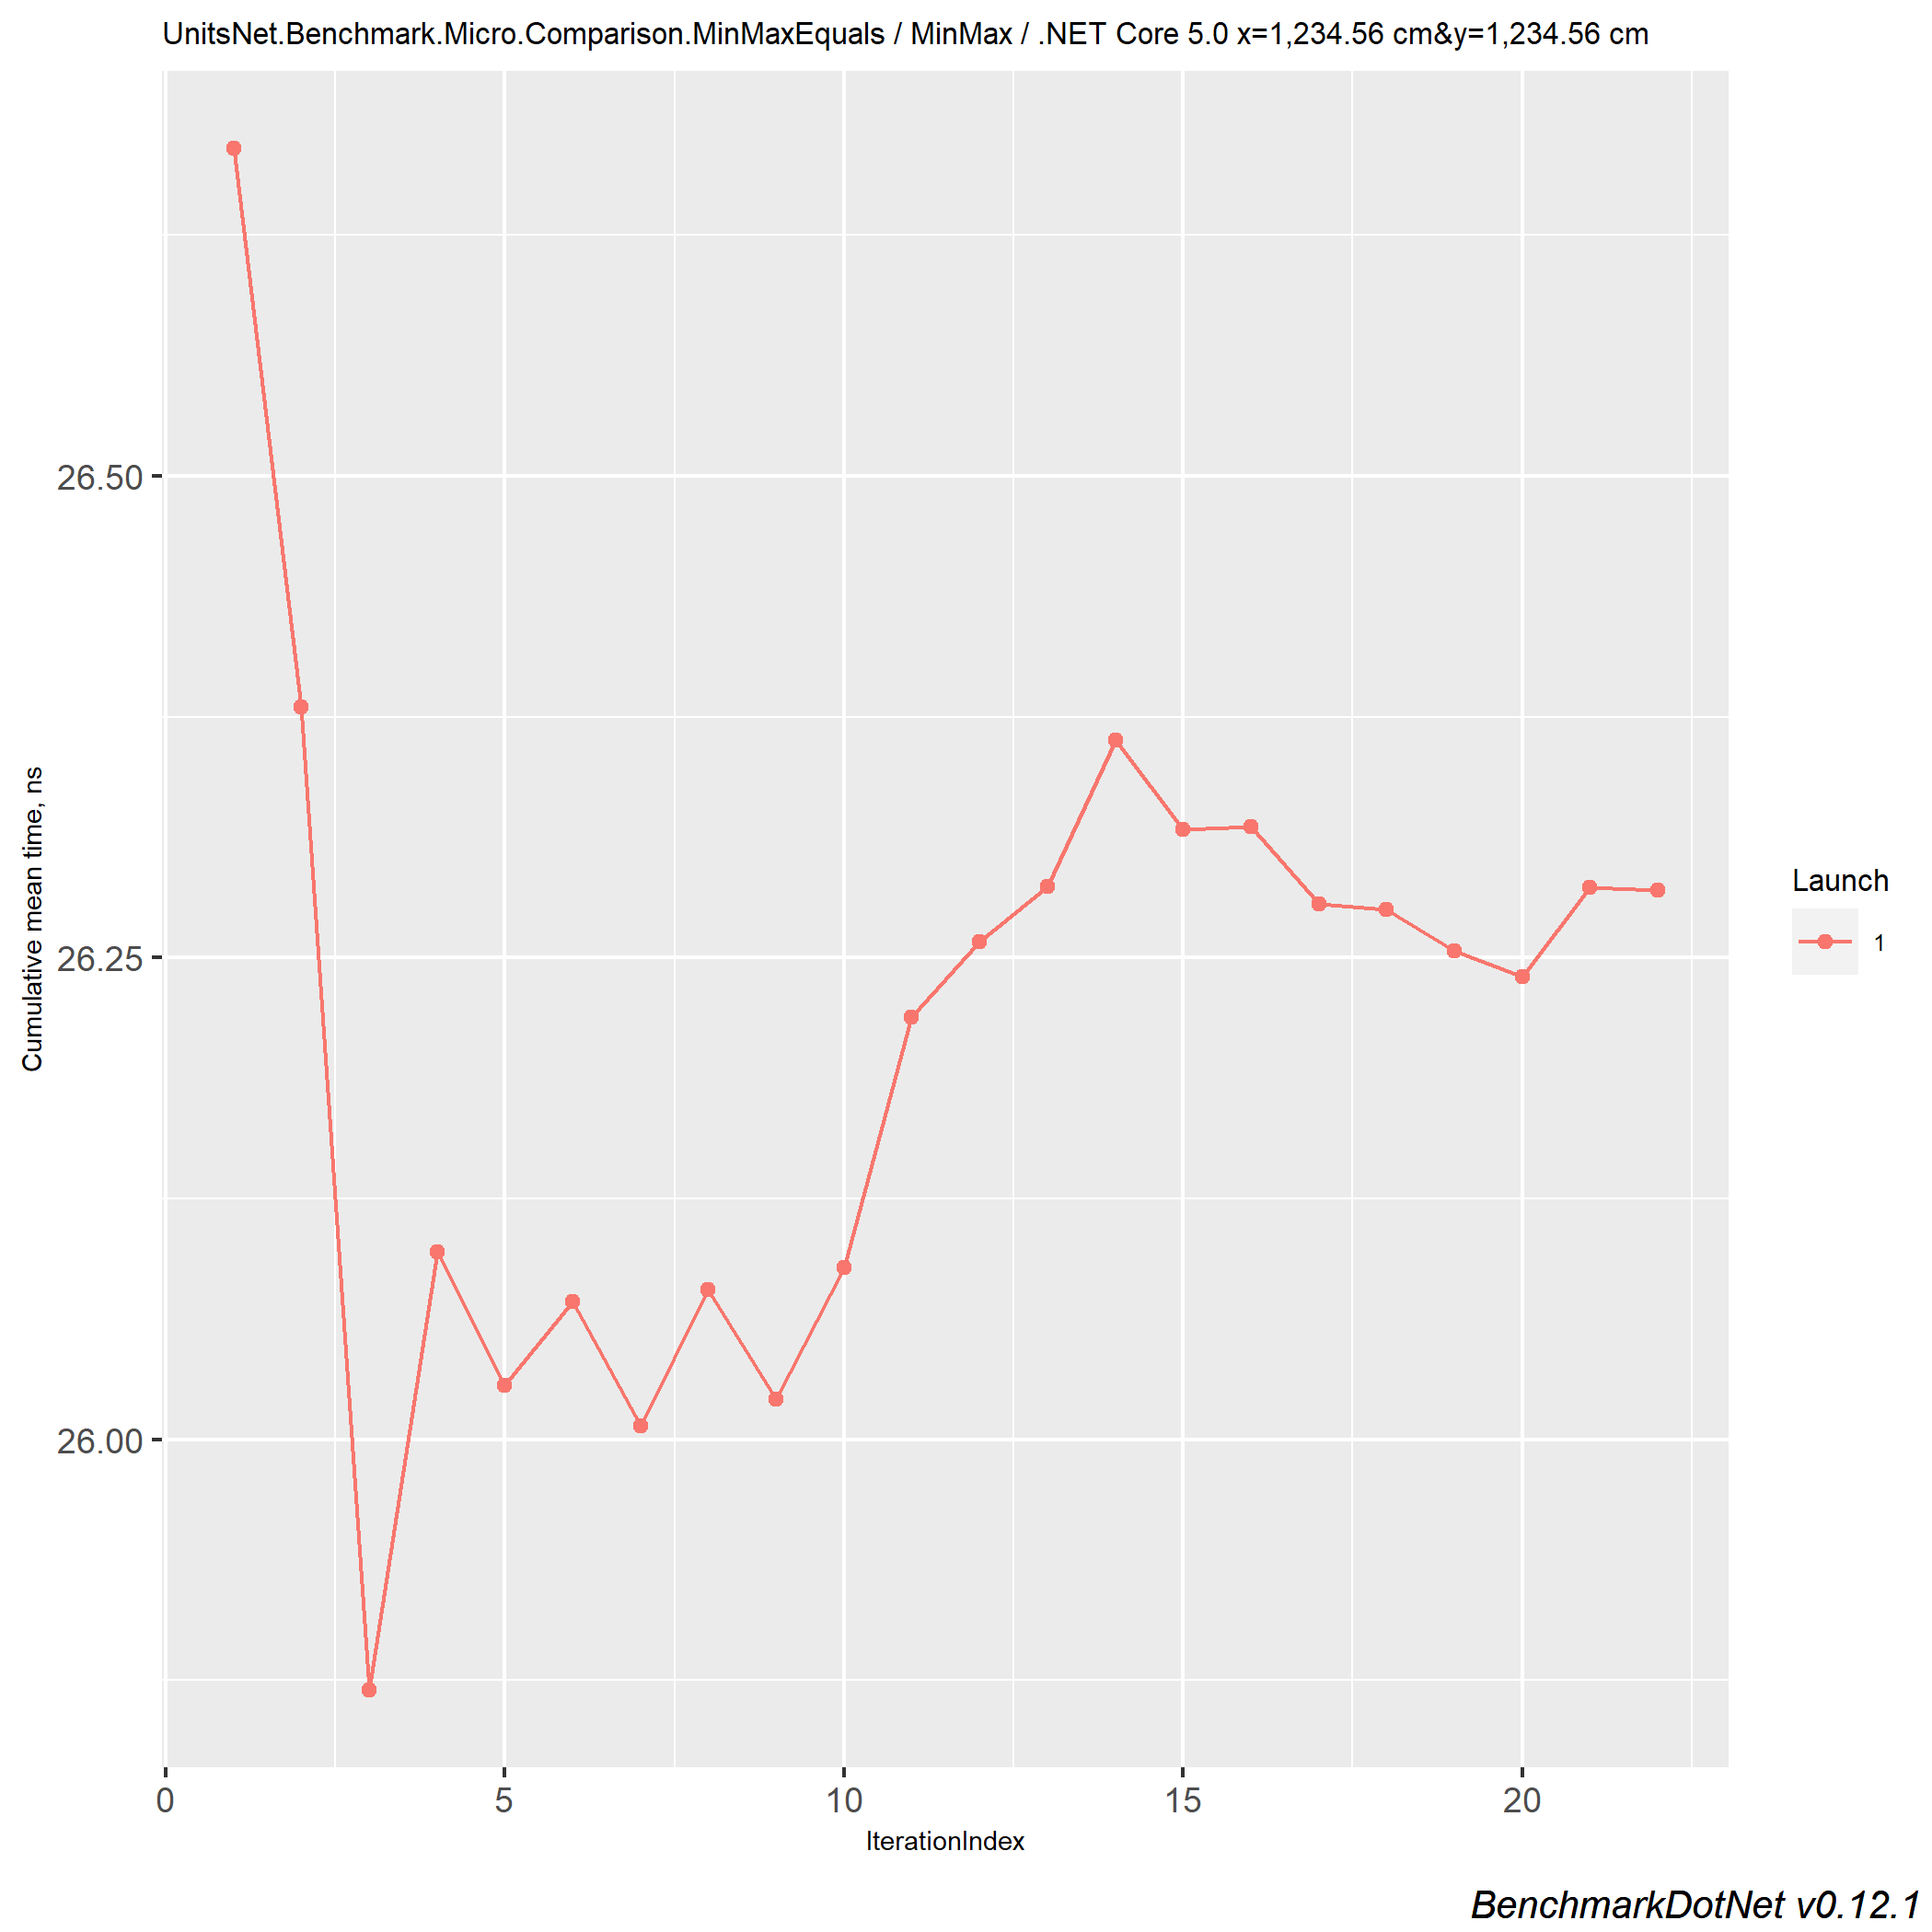 UnitsNet.Benchmark.Micro.Comparison.MinMaxEquals / MinMax / .NET Core 5.0 x=1,234.56 cm&y=1,234.56 cm
Cumulative mean time, ns
26.50
26.25
26.00
0 5 10 15 20
IterationIndex
Launch
1
BenchmarkDotNet v0.12.1